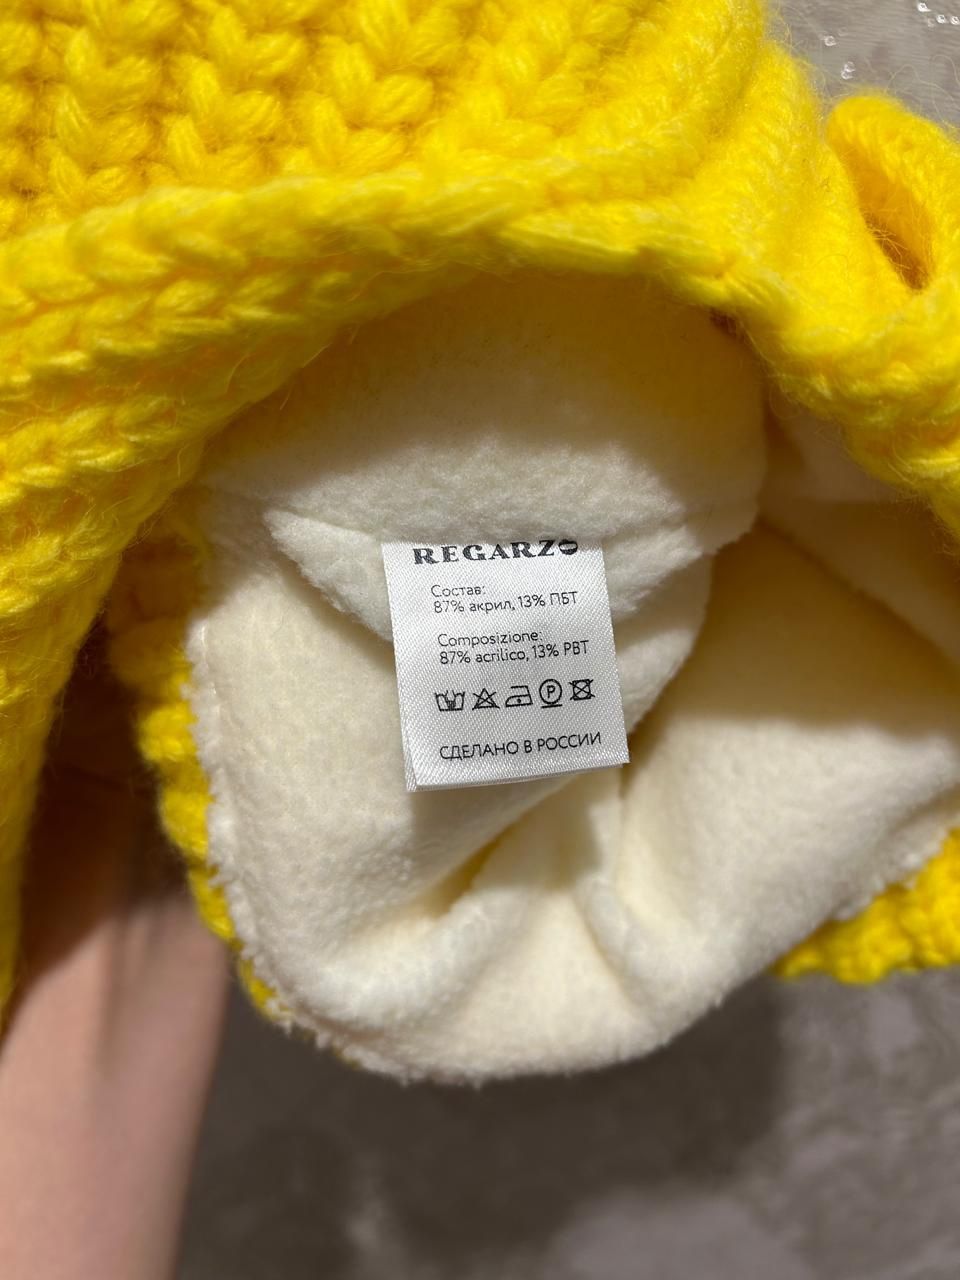 REGARZO
Состав:
87% акрил, 13% ПБТ
Composizione:
87% acrilico, 13% PBT
P
СДЕЛАНО В РОССИИ